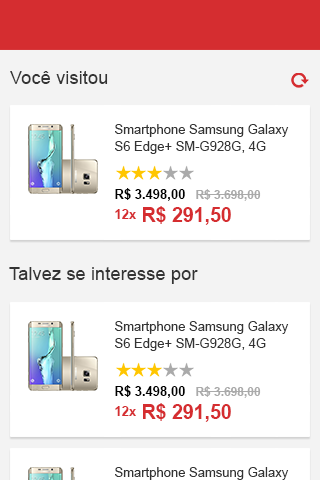 Você visitou
Smartphone Samsung Galaxy
S6 Edge+ SM-G928G, 4G
R$ 3.498,00 R$ 3.698,00
12x R$ 291,50
Talvez se interesse por
Smartphone Samsung Galaxy
S6 Edge+ SM-G928G, 4G
R$ 3.498,00 R$ 3.698,00
12x R$ 291,50
Smartphone Samsung Galaxy